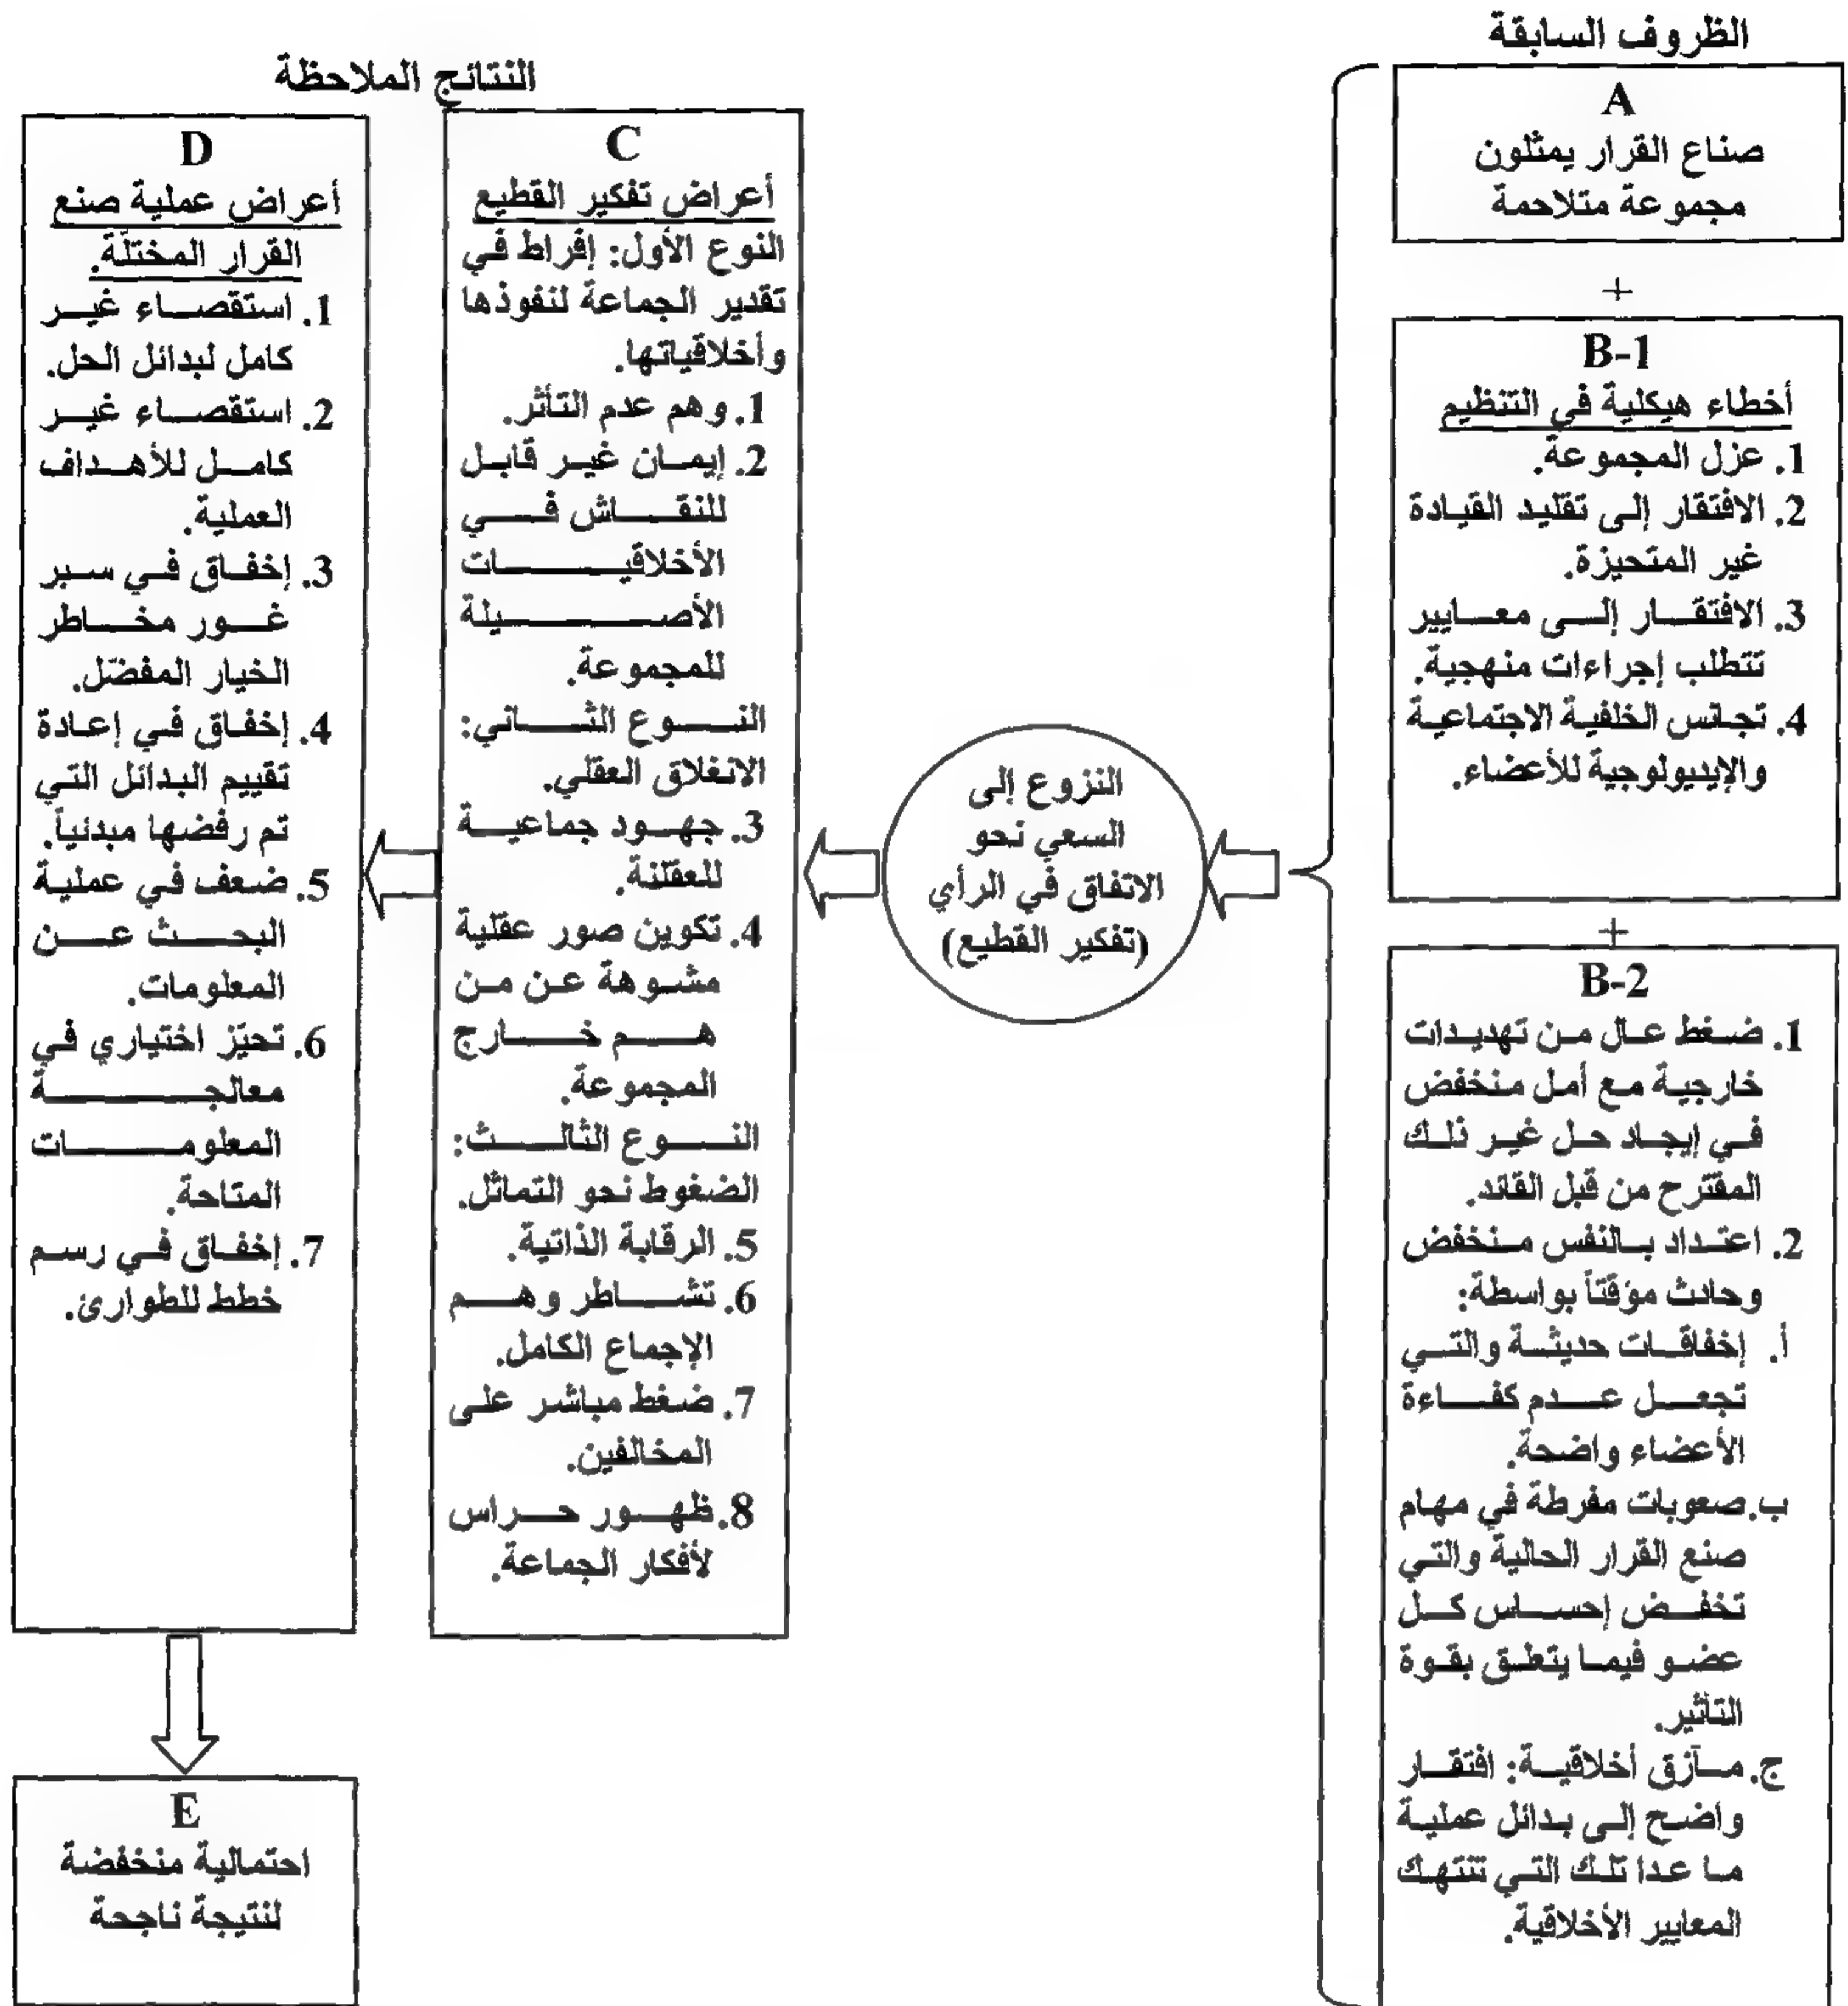 الظروف السابقة
A
صناع القرار يمثلون
مجموعة متلاحمة
+
B-1
أخطاء هيكلية في التنظيم
1. عزل المجموعة.
2. الافتقار إلى تقليد القيادة
غير المتحيزة.
3. الافتقار إلى معايير
تتطلب إجراءات منهجية.
4. تجانس الخلفية الاجتماعية
والإيديولوجية للأعضاء.
+
B-2
1. ضغط عال من تهديدات
خارجية مع أمل منخفض
في إيجاد حل غير ذلك
المقترح من قبل القائد.
2. اعتداد بالنفس منخفض
وحادث مؤقتاً بواسطة:
أ. إخفاقات حديثة والتي
تجعل عدم كفاءة
الأعضاء واضحة.
ب. صعوبات مفرطة في مهام
صنع القرار الحالية والتي
تخفض إحساس كل
عضو فيما يتعلق بقوة
التأثير.
ج. مآزق أخلاقية: افتقار
واضح إلى بدائل عملية
ما عدا تلك التي تنتهك
المعايير الأخلاقية.
النزوع إلى
السعي نحو
الاتفاق في الرأي
(تفكير القطيع)
النتائج الملاحظة
C
أعراض تفكير القطيع
النوع الأول: إفراط في
تقدير الجماعة لنفوذها
وأخلاقياتها.
1. وهم عدم التأثر.
2. إيمان غير قابل
للنقاش في
الأخلاقيات
الأصيلة
للمجموعة.
النوع الثاني:
الانغلاق العقلي.
3. جهود جماعية
للعقلنة.
4. تكوين صور عقلية
مشوهة عن من
هم خارج
المجموعة.
النوع الثالث:
الضغوط نحو التماثل.
5. الرقابة الذاتية.
6. تشاطر وهم
الإجماع الكامل.
7. ضغط مباشر على
المخالفين.
8. ظهور حراس
لأفكار الجماعة.
D
أعراض عملية صنع
القرار المختلّة.
1. استقصاء غير
كامل لبدائل الحل.
2. استقصاء غير
كامل للأهداف
العملية.
3. إخفاق في سبر
غور مخاطر
الخيار المفضّل.
4. إخفاق في إعادة
تقييم البدائل التي
تم رفضها مبدئياً.
5. ضعف في عملية
البحث عن
المعلومات.
6. تحيّز اختياري في
معالجة
المعلومات
المتاحة.
7. إخفاق في رسم
خطط للطوارئ.
E
احتمالية منخفضة
لنتيجة ناجحة